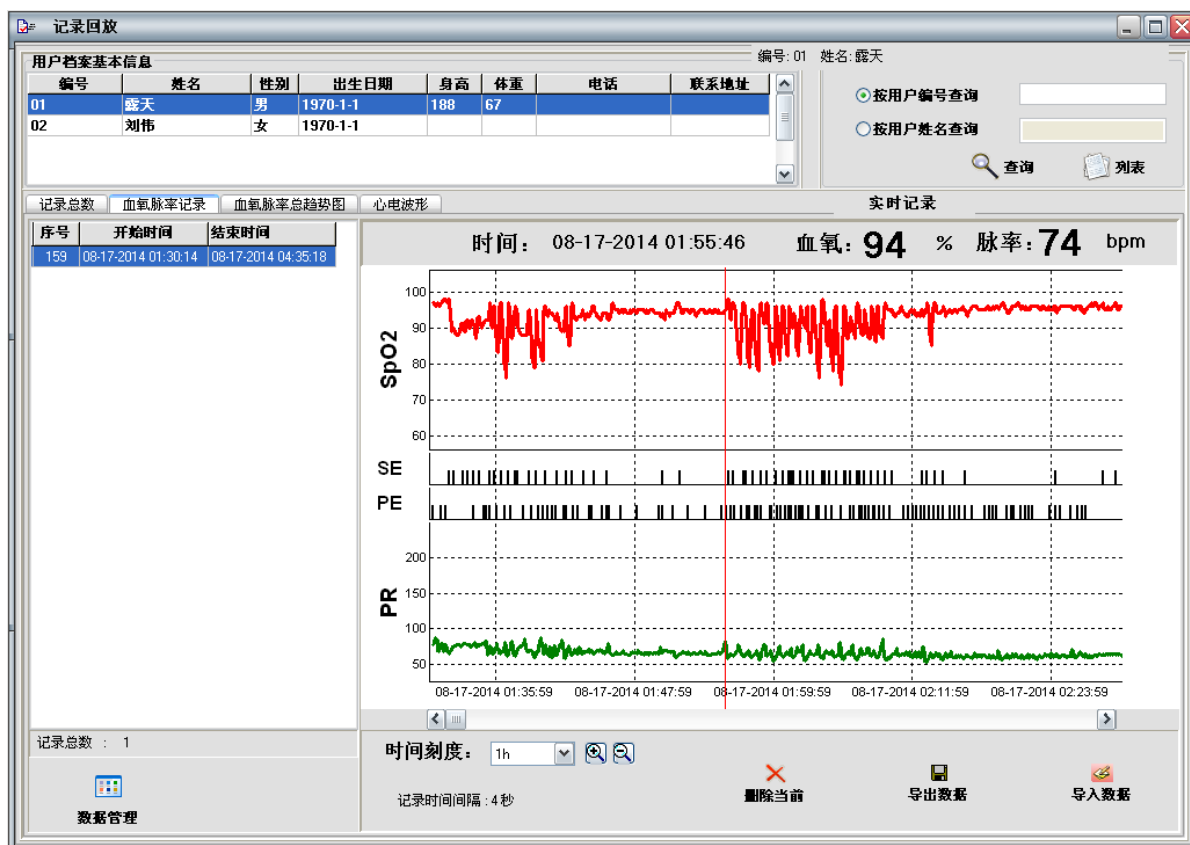 记录回放
用户档案基本信息
编号: 01 姓名:露天
编号 姓名 性别 出生日期 身高 体重 电话 联系地址
01 露天 男 1970-1-1 188 67
02 刘伟 女 1970-1-1
按用户编号查询
按用户姓名查询
查询 列表
记录总数 血氧脉率记录 血氧脉率总趋势图 心电波形 实时记录
序号 开始时间 结束时间
159 08-17-2014 01:30:14 08-17-2014 04:35:18
时间: 08-17-2014 01:55:46 血氧: 94 % 脉率: 74 bpm
SpO2
100
90
80
70
60
SE
PE
PR
200
150
100
50
08-17-2014 01:35:59 08-17-2014 01:47:59 08-17-2014 01:59:59 08-17-2014 02:11:59 08-17-2014 02:23:59
记录总数 : 1
数据管理
时间刻度: 1h
记录时间间隔 : 4 秒
删除当前 导出数据 导入数据